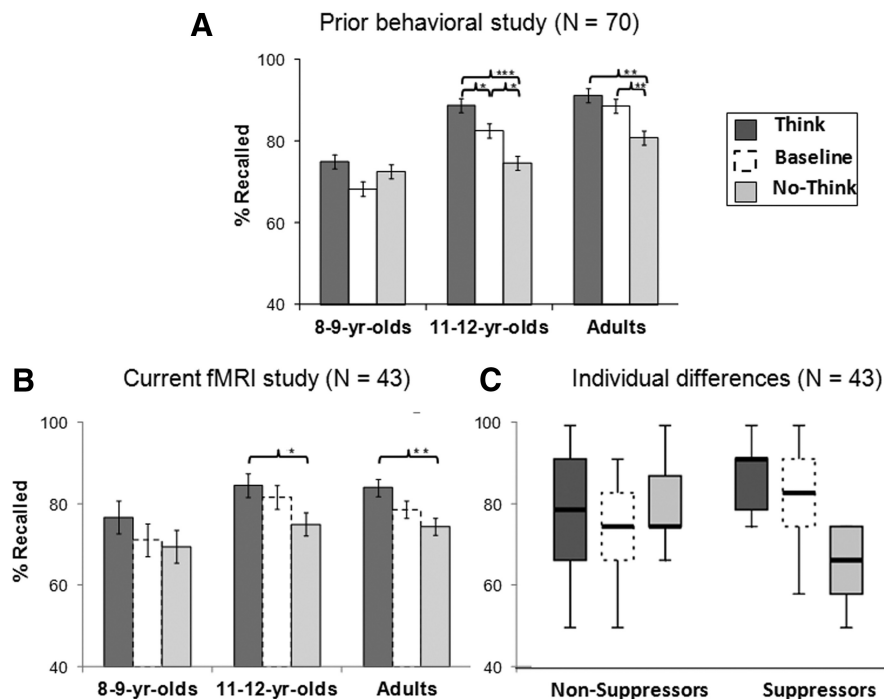 A
Prior behavioral study (N = 70)
100
80
60
40
% Recalled
***
*
*
**
**
8-9-yr-olds
11-12-yr-olds
Adults
Think
Baseline
No-Think
B
Current fMRI study (N = 43)
100
80
60
40
% Recalled
*
**
8-9-yr-olds
11-12-yr-olds
Adults
C
Individual differences (N = 43)
100
80
60
40
Non-Suppressors
Suppressors